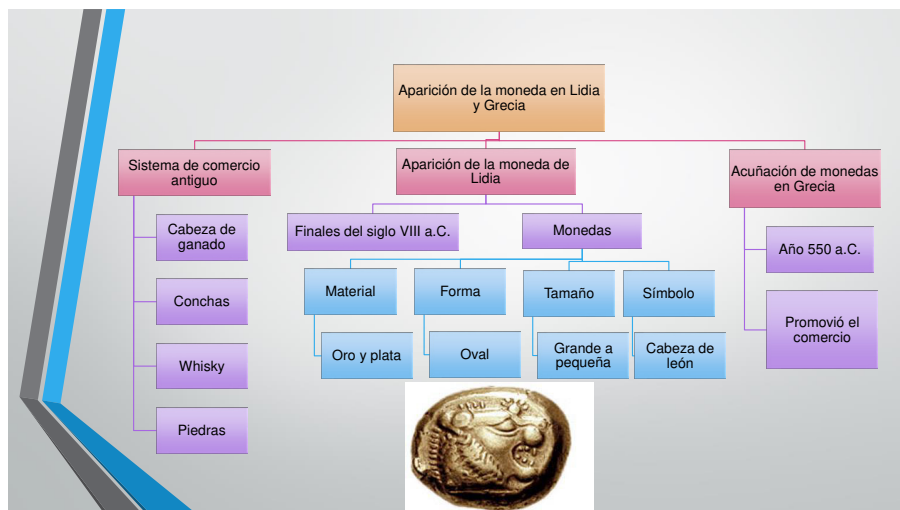 Aparición de la moneda en Lidia
y Grecia
Sistema de comercio
antiguo
Cabeza de
ganado
Conchas
Whisky
Piedras
Aparición de la moneda de
Lidia
Finales del siglo VIII a.C.
Monedas
Material
Oro y plata
Forma
Oval
Tamaño
Grande a
pequeña
Símbolo
Cabeza de
león
Acuñación de monedas
en Grecia
Año 550 a.C.
Promovió el
comercio